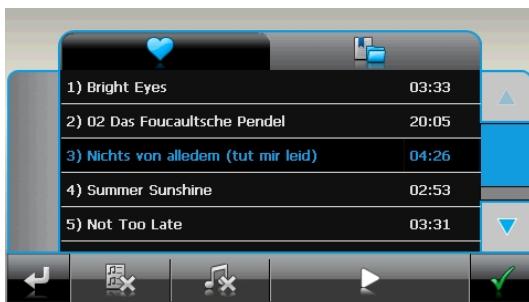 1) Bright Eyes 03:33
2) 02 Das Foucaultsche Pendel 20:05
3) Nichts von alledem (tut mir leid) 04:26
4) Summer Sunshine 02:53
5) Not Too Late 03:31